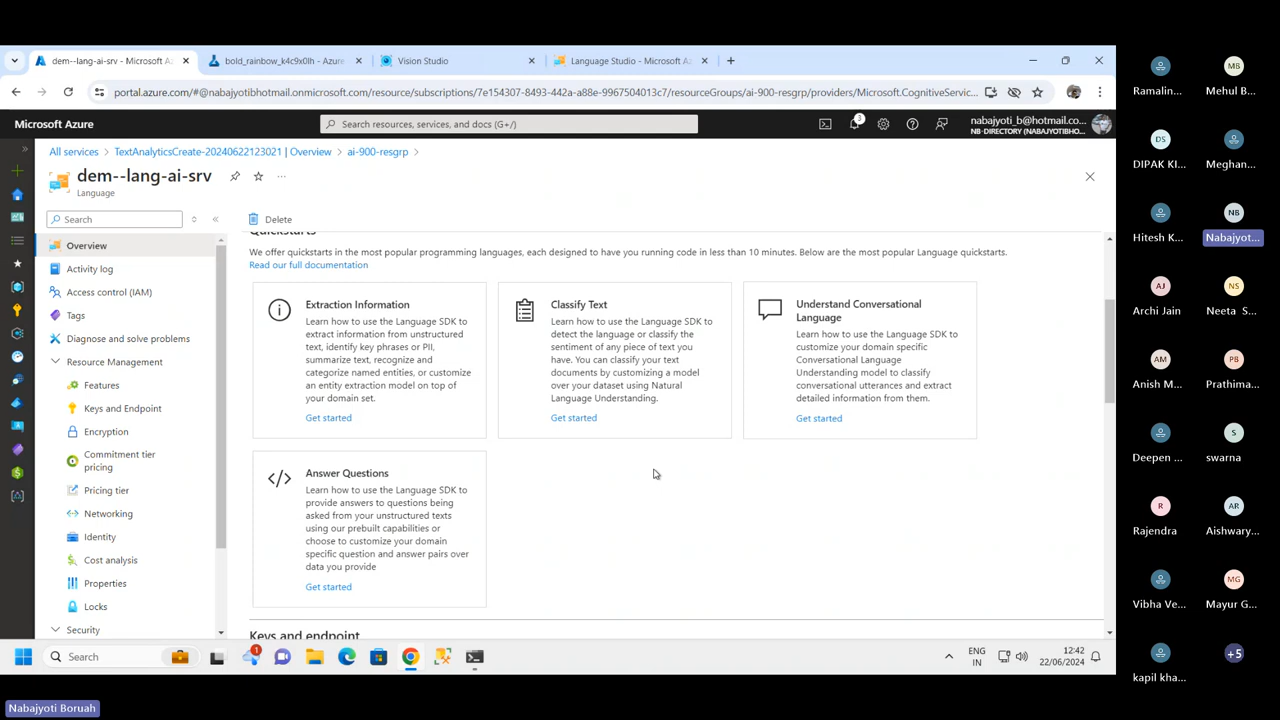 dem--lang-ai-srv - Microsoft A
bold_rainbow_k4c9x0lh - Azure
Vision Studio
Language Studio - Microsoft A
portal.azure.com/#@nabajyotibhotmail.onmicrosoft.com/resource/subscriptions/7e154307-8493-442a-a88e-9967504013c7/resourceGroups/ai-900-resgrp/providers/Microsoft.CognitiveServic...
Microsoft Azure
Search resources, services, and docs (G+/)
3
nabajyoti_b@hotmail.co...
NB-DIRECTORY (NABAJYOTIBHO...
All services
TextAnalyticsCreate-20240622123021 | Overview
ai-900-resgrp
dem--lang-ai-srv
Language
Search
Delete
Overview
Activity log
Access control (IAM)
Tags
Diagnose and solve problems
Resource Management
Features
Keys and Endpoint
Encryption
Commitment tier
pricing
Pricing tier
Networking
Identity
Cost analysis
Properties
Locks
Security
Quickstarts
We offer quickstarts in the most popular programming languages, each designed to have you running code in less than 10 minutes. Below are the most popular Language quickstarts.
Read our full documentation
Extraction Information
Learn how to use the Language SDK to
extract information from unstructured
text, identify key phrases or PII,
summarize text, recognize and
categorize named entities, or customize
an entity extraction model on top of
your domain set.
Get started
Classify Text
Learn how to use the Language SDK to
detect the language or classify the
sentiment of any piece of text you
have. You can classify your text
documents by customizing a model
over your dataset using Natural
Language Understanding.
Get started
Understand Conversational
Language
Learn how to use the Language SDK to
customize your domain specific
Conversational Language
Understanding model to classify
conversational utterances and extract
detailed information from them.
Get started
Answer Questions
Learn how to use the Language SDK to
provide answers to questions being
asked from your unstructured texts
using our prebuilt capabilities or
choose to customize your domain
specific question and answer pairs over
data you provide
Get started
Keys and endpoint
Search
1
ENG
IN
12:42
22/06/2024
Nabajyoti Boruah
Ramalin...
MB
Mehul B...
DS
DIPAK KI...
Meghan...
Hitesh K...
NB
Nabajyot...
AJ
Archi Jain
NS
Neeta S...
AM
Anish M...
PB
Prathima...
Deepen ...
S
swarna
R
Rajendra
AR
Aishwary...
Vibha Ve...
MG
Mayur G...
kapil kha...
+5